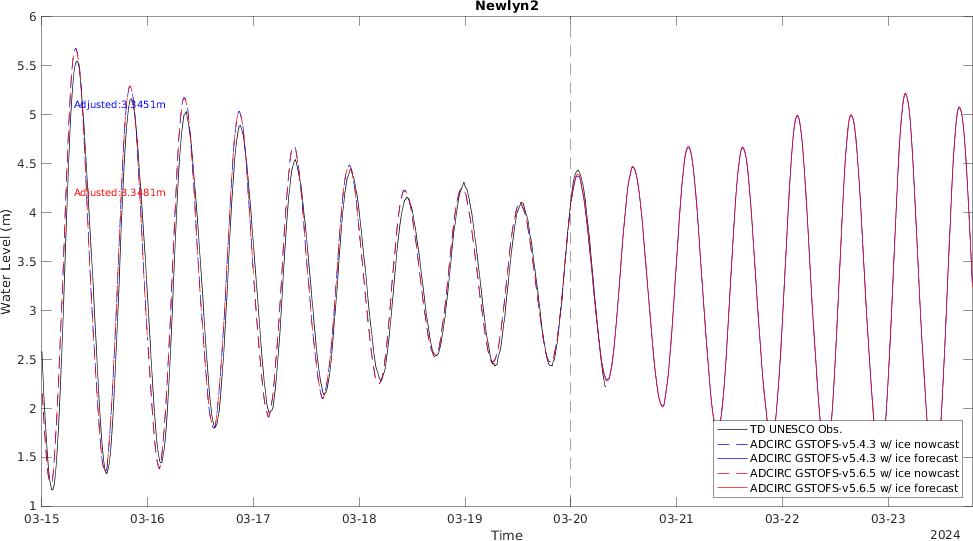 Newlyn2
6
5.5
5
4.5
4
3.5
3
2.5
2
1.5
1
Water Level (m)
Adjusted:3.3451m
Adjusted:3.3481m
TD UNESCO Obs.
ADCIRC GSTOFS-v5.4.3 w/ ice nowcast
ADCIRC GSTOFS-v5.4.3 w/ ice forecast
ADCIRC GSTOFS-v5.6.5 w/ ice nowcast
ADCIRC GSTOFS-v5.6.5 w/ ice forecast
03-15 03-16 03-17 03-18 03-19 03-20 03-21 03-22 03-23
Time
2024